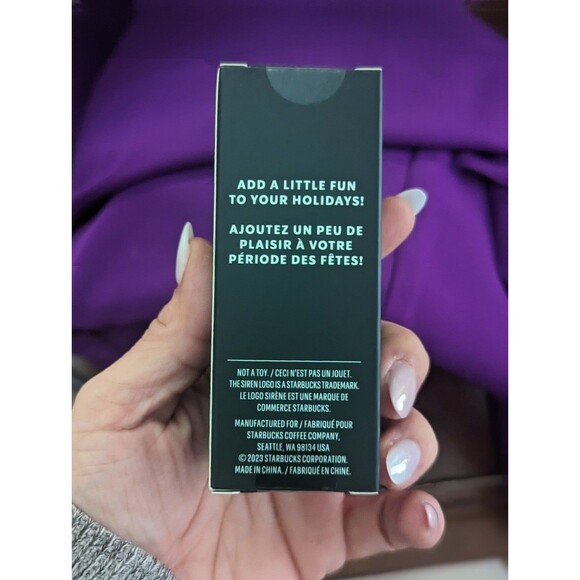 ADD A LITTLE FUN
TO YOUR HOLIDAYS!
AJOUTEZ UN PEU DE
PLAISIR À VOTRE
PÉRIODE DES FÊTES!
NOT A TOY. / CECI N'EST PAS UN JOUET.
THE SIREN LOGO IS A STARBUCKS TRADEMARK.
LE LOGO SIRÈNE EST UNE MARQUE DE
COMMERCE STARBUCKS.
MANUFACTURED FOR / FABRIQUÉ POUR
STARBUCKS COFFEE COMPANY,
SEATTLE, WA 98134 USA
© 2023 STARBUCKS CORPORATION.
MADE IN CHINA. / FABRIQUÉ EN CHINE.